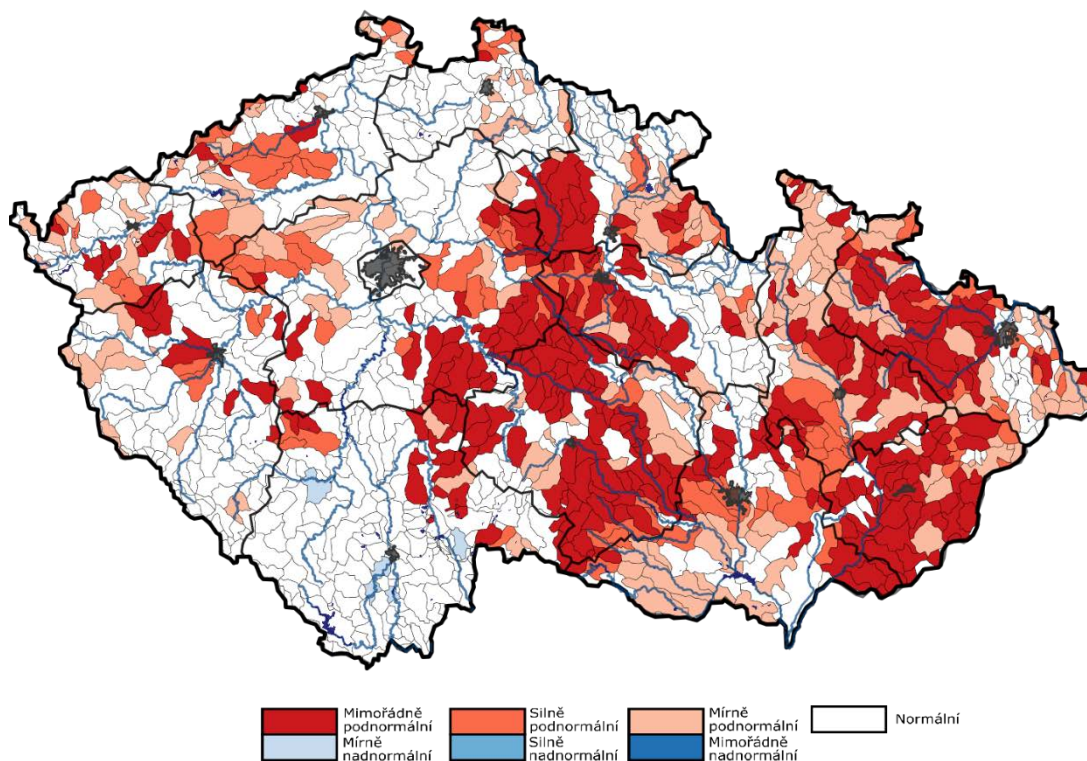 Mimořádně
podnormální
Silně
podnormální
Mírně
podnormální
Normální
Mírně
nadnormální
Silně
nadnormální
Mimořádně
nadnormální